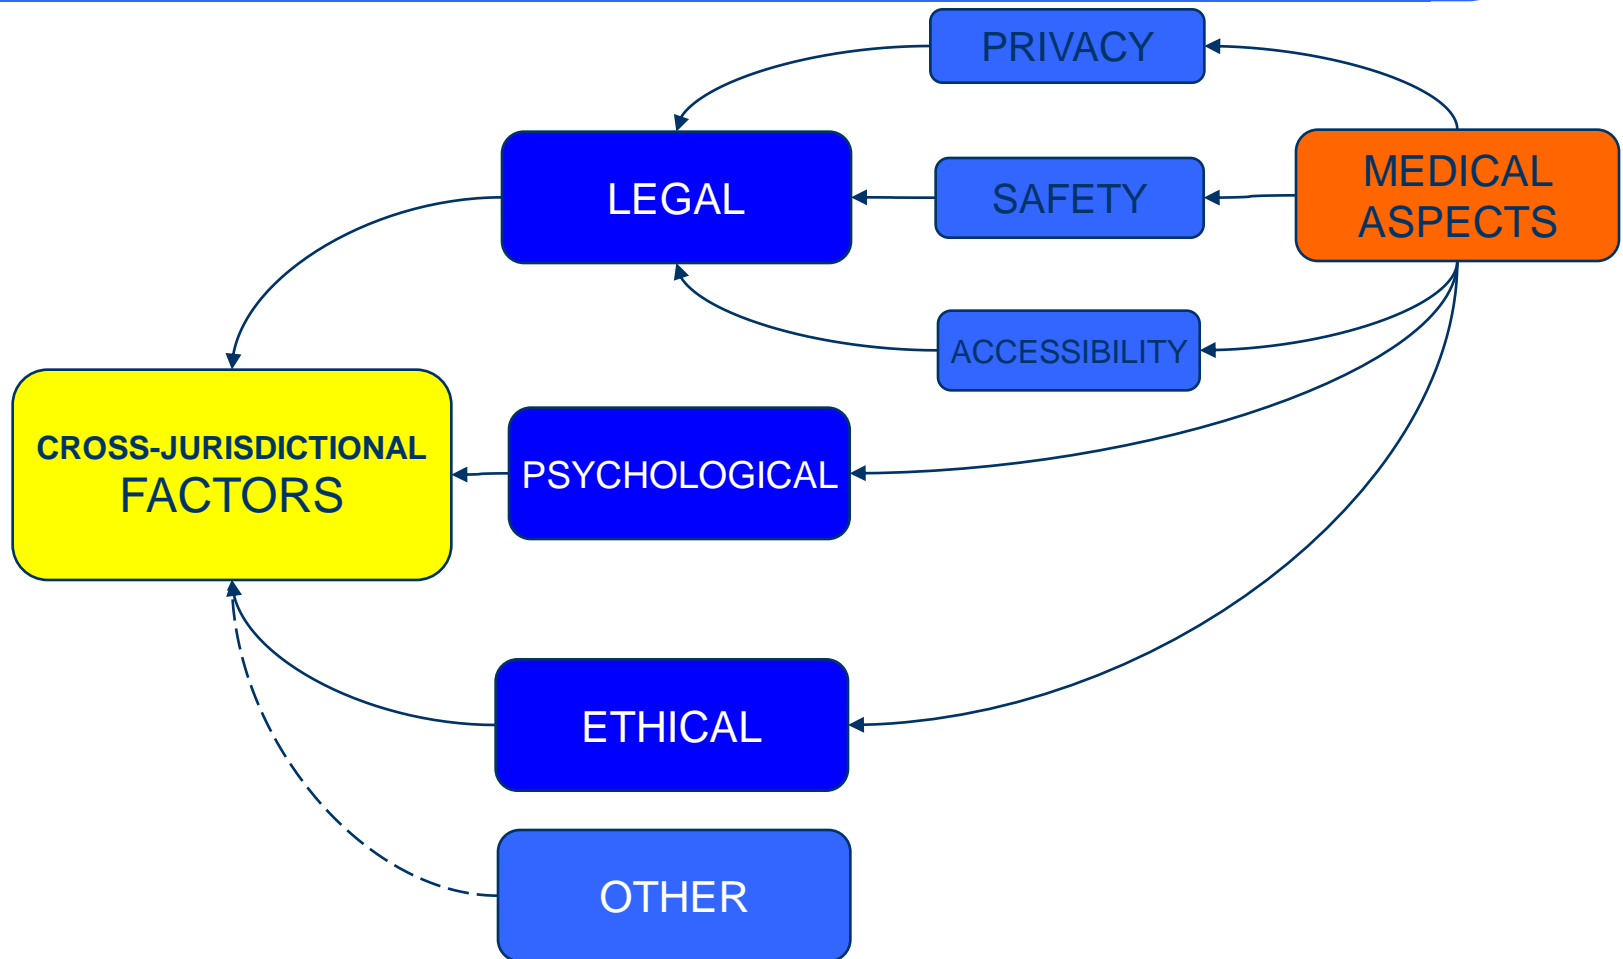 PRIVACY
LEGAL
SAFETY
MEDICAL
ASPECTS
ACCESSIBILITY
CROSS-JURISDICTIONAL
FACTORS
PSYCHOLOGICAL
ETHICAL
OTHER